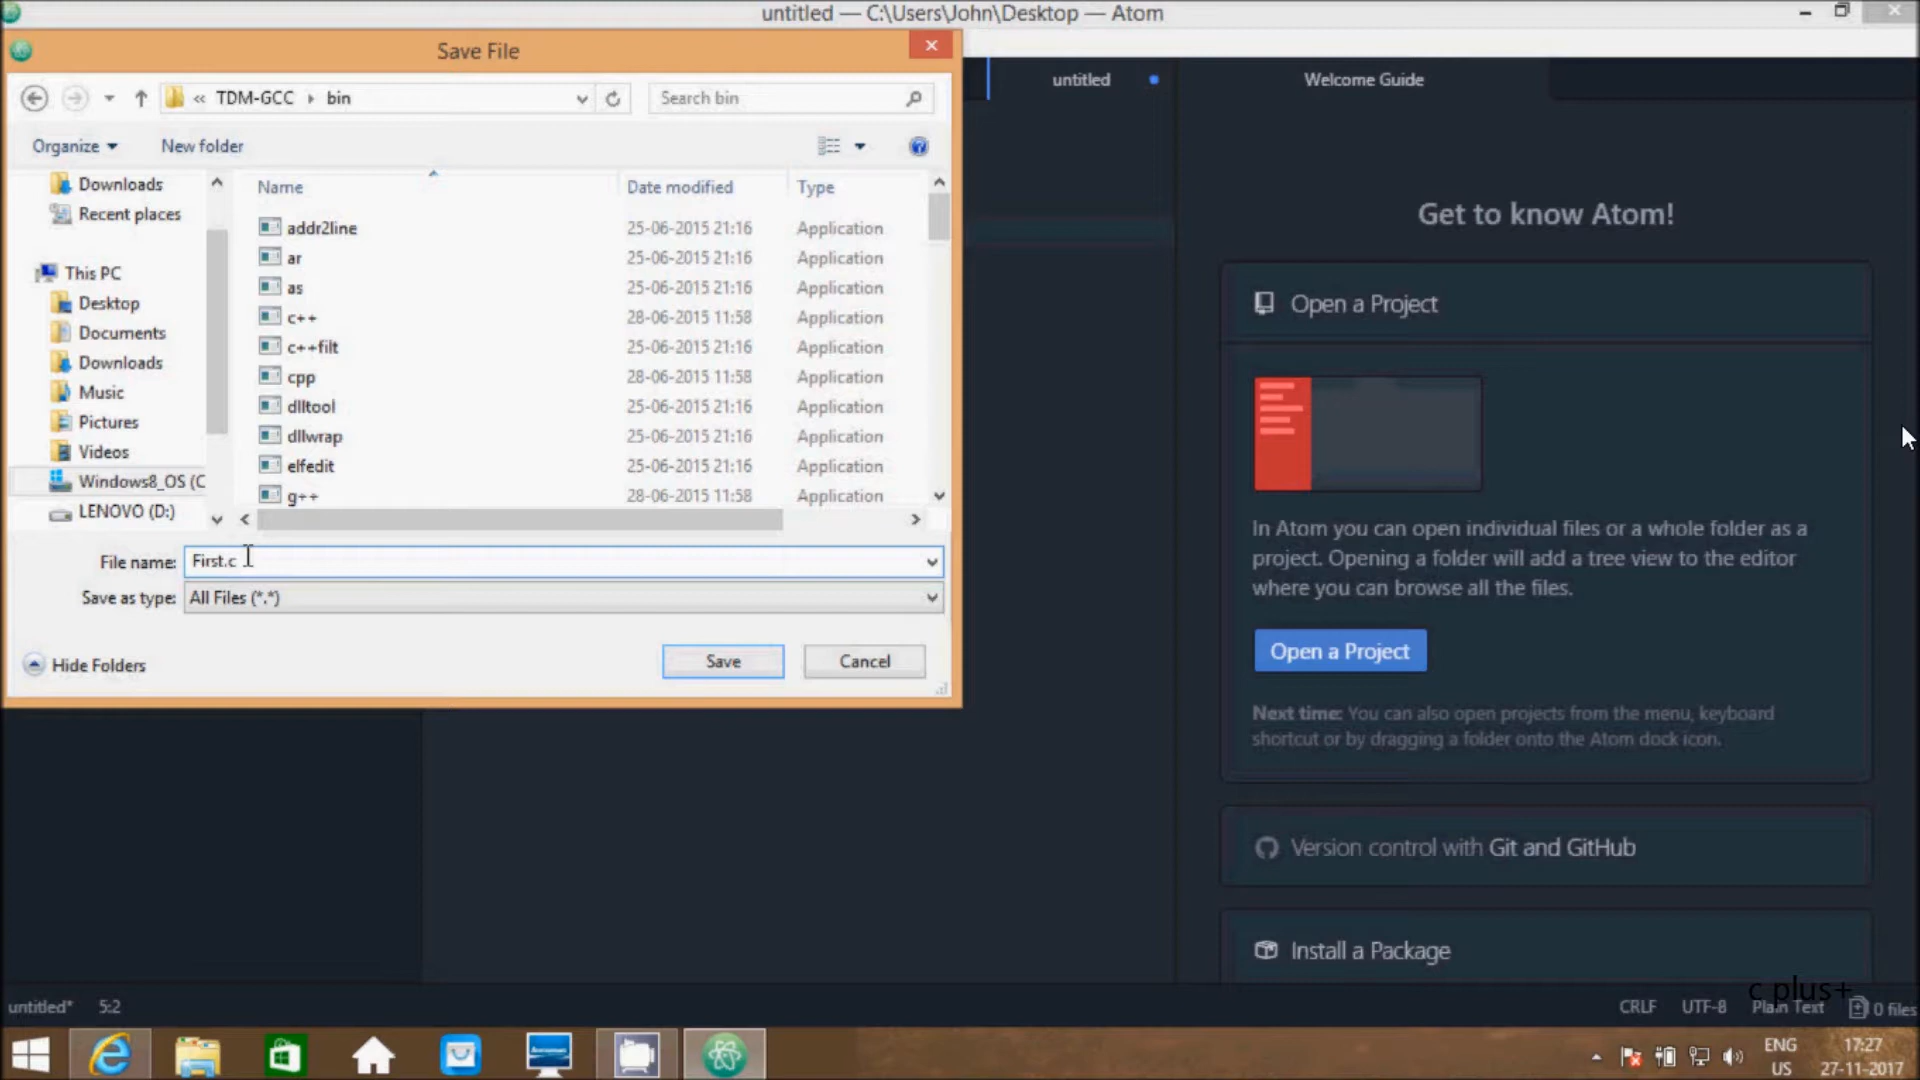 untitled — C:\Users\John\Desktop — Atom
Save File
« TDM-GCC bin
Search bin
Organize
New folder
Downloads
Recent places
This PC
Desktop
Documents
Downloads
Music
Pictures
Videos
Windows8_OS (C
LENOVO (D:)
Name Date modified Type
addr2line 25-06-2015 21:16 Application
ar 25-06-2015 21:16 Application
as 25-06-2015 21:16 Application
c++ 28-06-2015 11:58 Application
c++filt 25-06-2015 21:16 Application
cpp 28-06-2015 11:58 Application
dlltool 25-06-2015 21:16 Application
dllwrap 25-06-2015 21:16 Application
elfedit 25-06-2015 21:16 Application
g++ 28-06-2015 11:58 Application
File name: First.c
Save as type: All Files (*.*)
Hide Folders
Save
Cancel
untitled
Welcome Guide
Get to know Atom!
Open a Project
In Atom you can open individual files or a whole folder as a
project. Opening a folder will add a tree view to the editor
where you can browse all the files.
Open a Project
Next time: You can also open projects from the menu, keyboard
shortcut or by dragging a folder onto the Atom dock icon.
Version control with Git and GitHub
Install a Package
c plus+
untitled* 5:2
CRLF UTF-8 Plain Text 0 files
ENG
US
17:27
27-11-2017